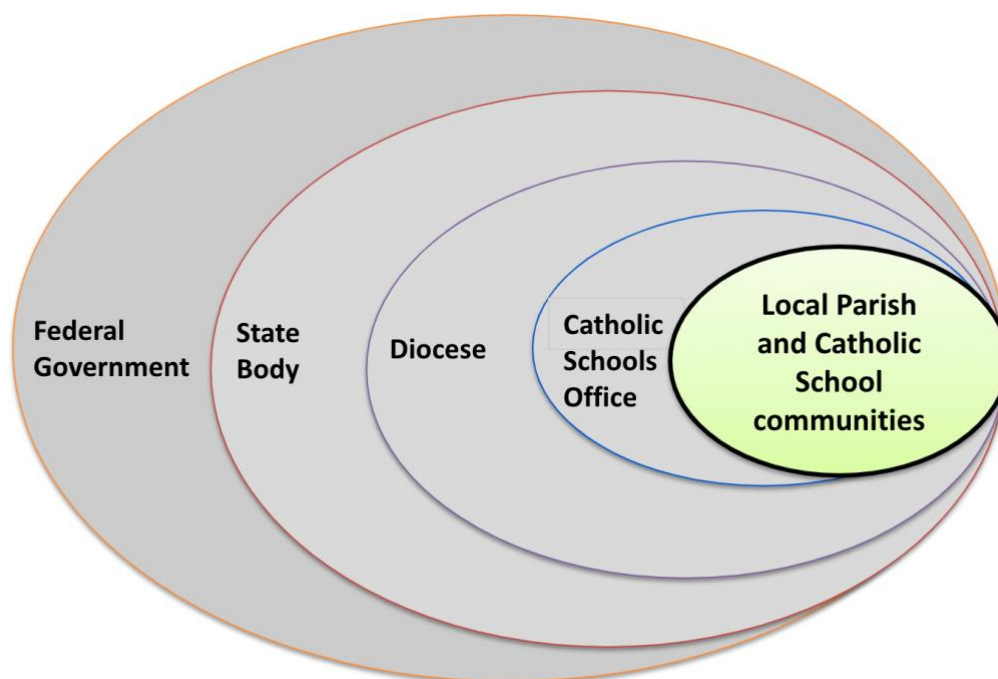 Federal
Government
State
Body
Diocese
Catholic
Schools
Office
Local Parish
and Catholic
School
communities